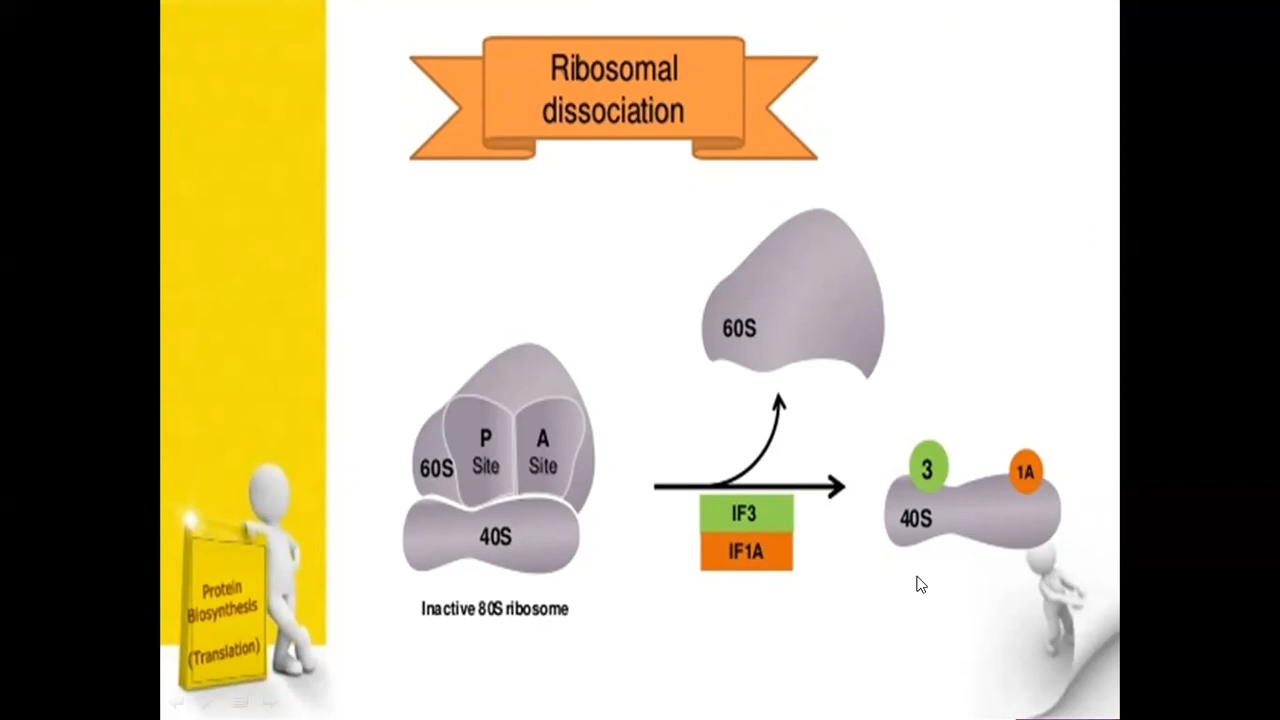 Ribosomal
dissociation
60S
P
Site
A
Site
60S
40S
IF3
IF1A
3
1A
40S
Inactive 80S ribosome
Protein
Biosynthesis
(Translation)